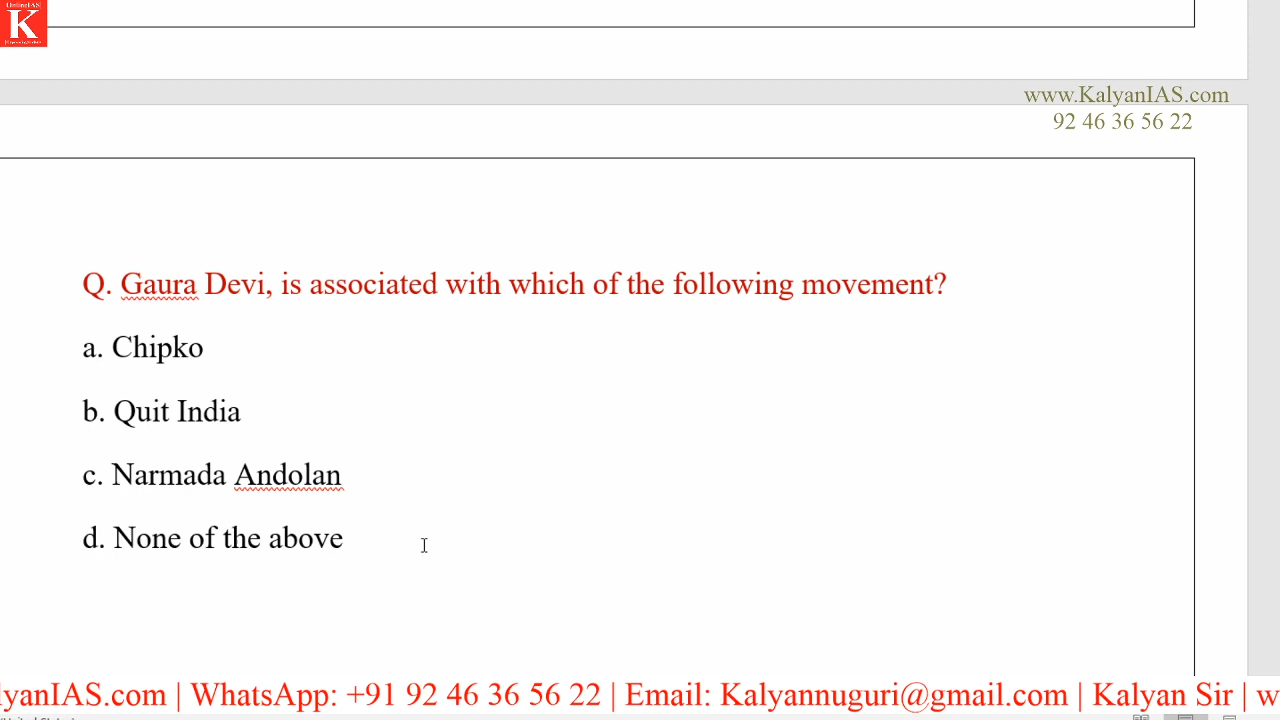 OnlineIAS
K
www.KalyanIAS.com
92 46 36 56 22
Q. Gaura Devi, is associated with which of the following movement?
a. Chipko
b. Quit India
c. Narmada Andolan
d. None of the above
lyanIAS.com | WhatsApp: +91 92 46 36 56 22 | Email: Kalyannuguri@gmail.com | Kalyan Sir | w